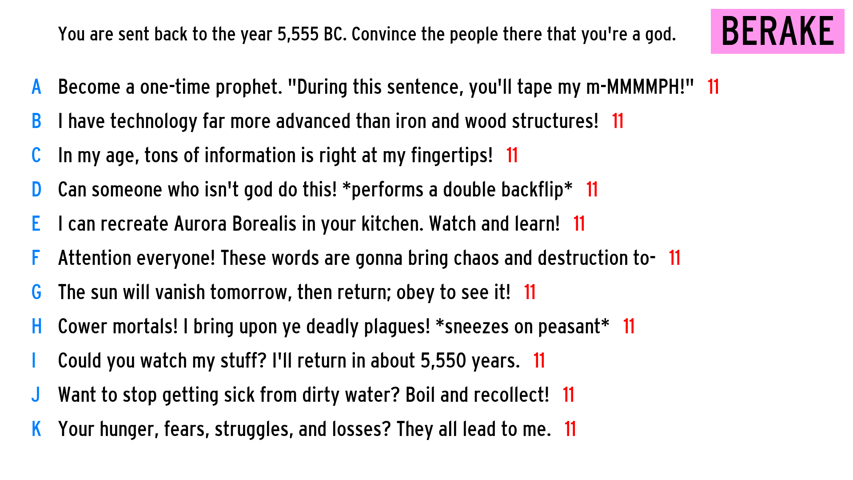 You are sent back to the year 5,555 BC. Convince the people there that you're a god.
BERAKE
A Become a one-time prophet. "During this sentence, you'll tape my m-MMMMPH!" 11
B I have technology far more advanced than iron and wood structures! 11
C In my age, tons of information is right at my fingertips! 11
D Can someone who isn't god do this! *performs a double backflip* 11
E I can recreate Aurora Borealis in your kitchen. Watch and learn! 11
F Attention everyone! These words are gonna bring chaos and destruction to- 11
G The sun will vanish tomorrow, then return; obey to see it! 11
H Cower mortals! I bring upon ye deadly plagues! *sneezes on peasant* 11
I Could you watch my stuff? I'll return in about 5,550 years. 11
J Want to stop getting sick from dirty water? Boil and recollect! 11
K Your hunger, fears, struggles, and losses? They all lead to me. 11